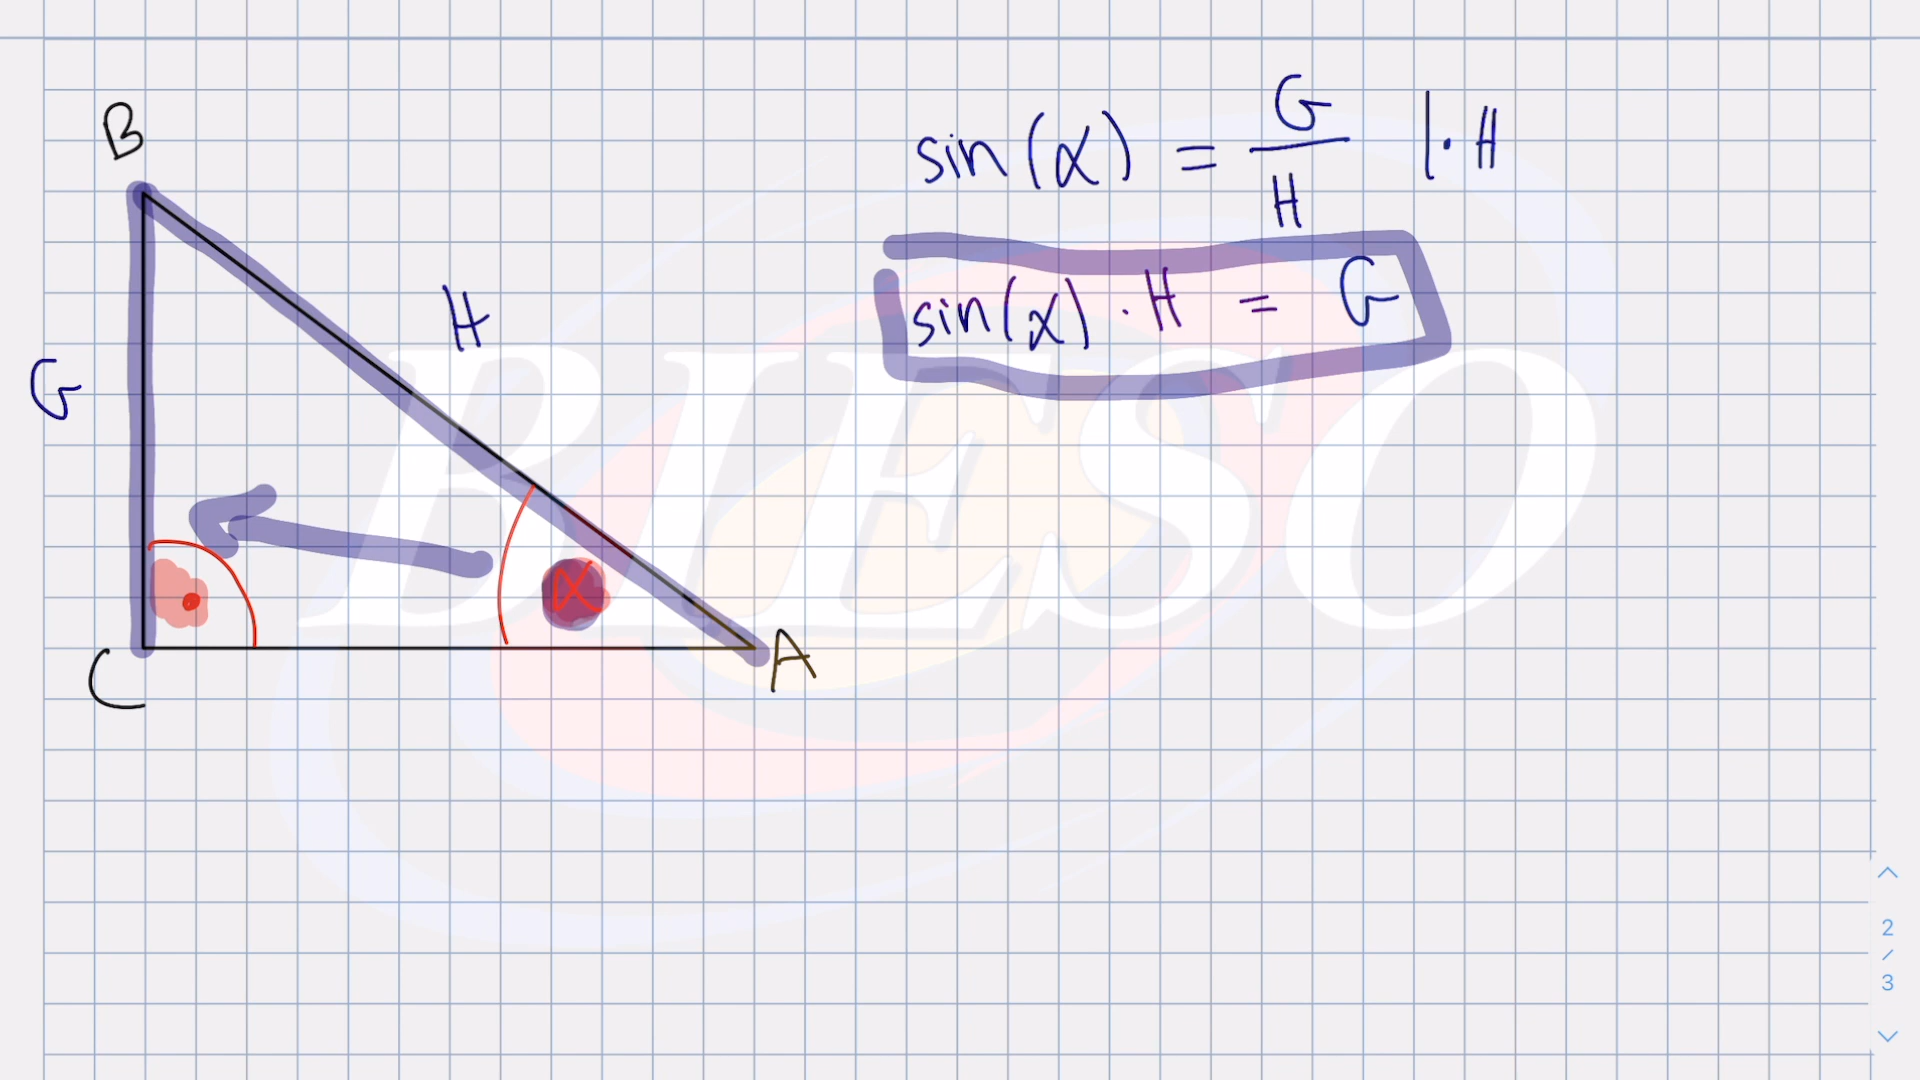 B
sin(α) = G/H |· H
sin(α) · H = G
H
G
BIESO
α
C
A
2
/
3